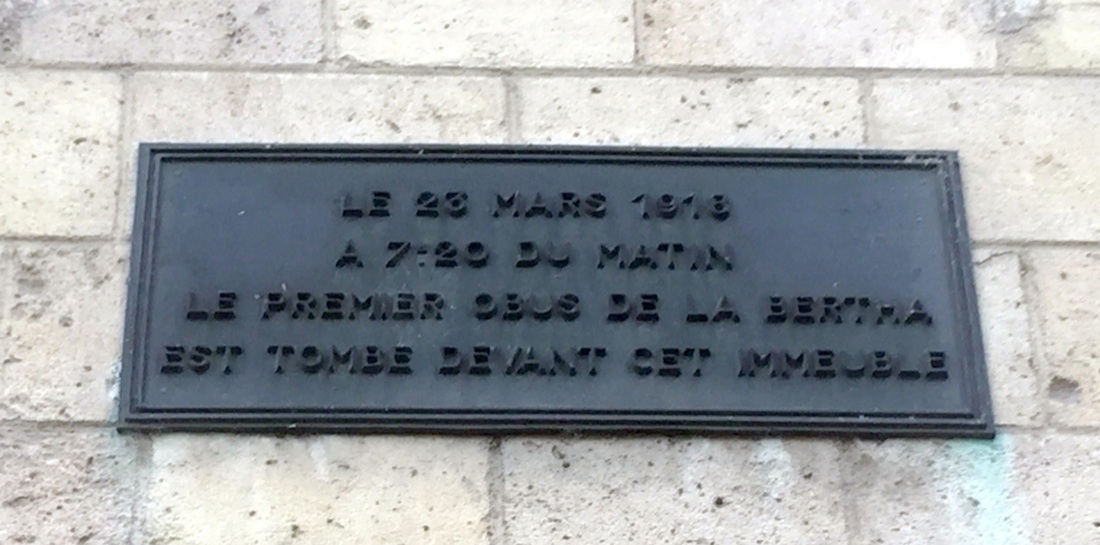 LE 23 MARS 1918
A 7:20 DU MATIN
LE PREMIER OBUS DE LA BERTHA
EST TOMBE DEVANT CET IMMEUBLE